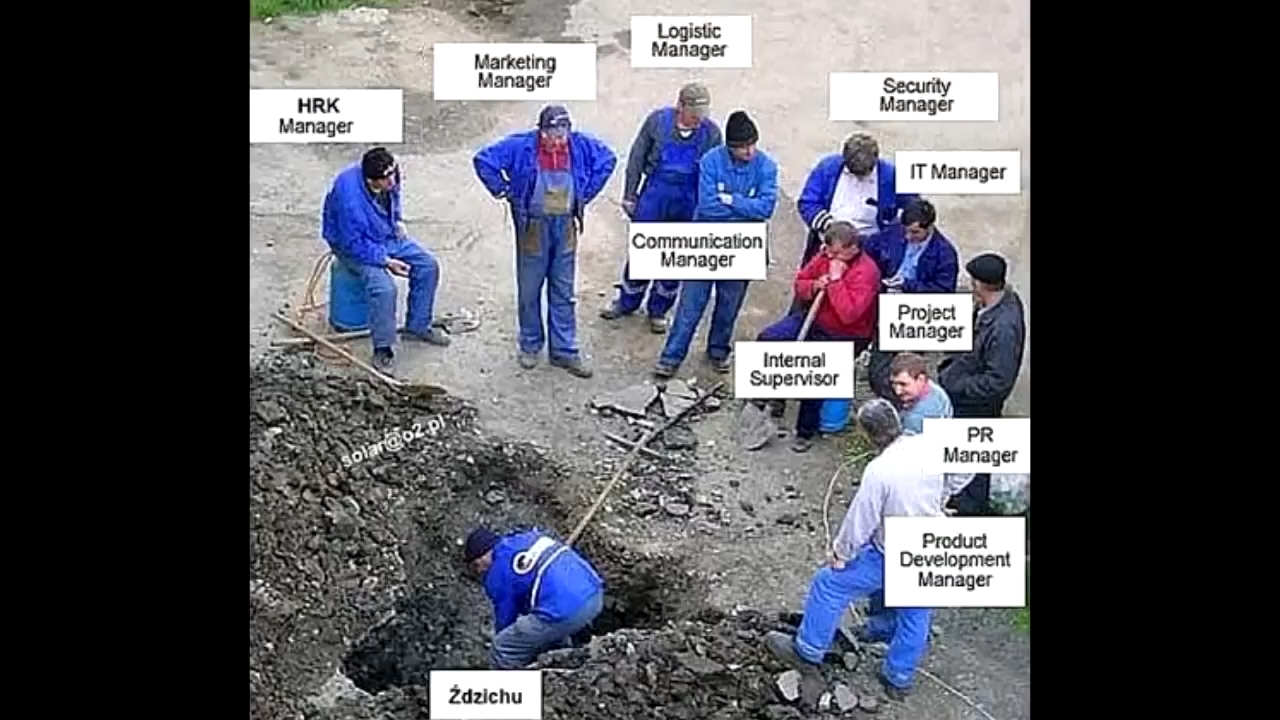 Logistic
Manager
Marketing
Manager
Security
Manager
HRK
Manager
IT Manager
Communication
Manager
Project
Manager
Internal
Supervisor
solar@o2.pl
PR
Manager
Product
Development
Manager
Ždzichu